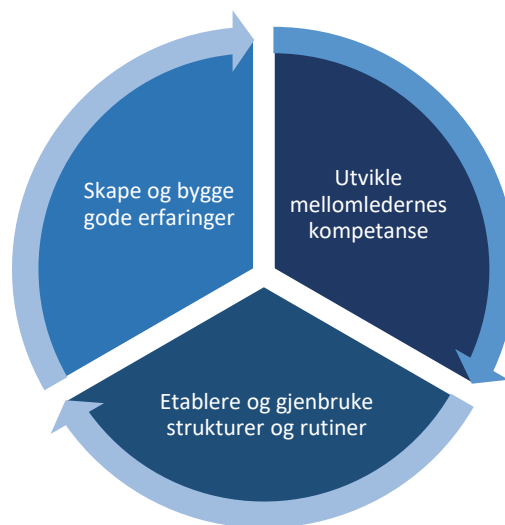 Skape og bygge
gode erfaringer
Utvikle
mellomledernes
kompetanse
Etablere og gjenbruke
strukturer og rutiner